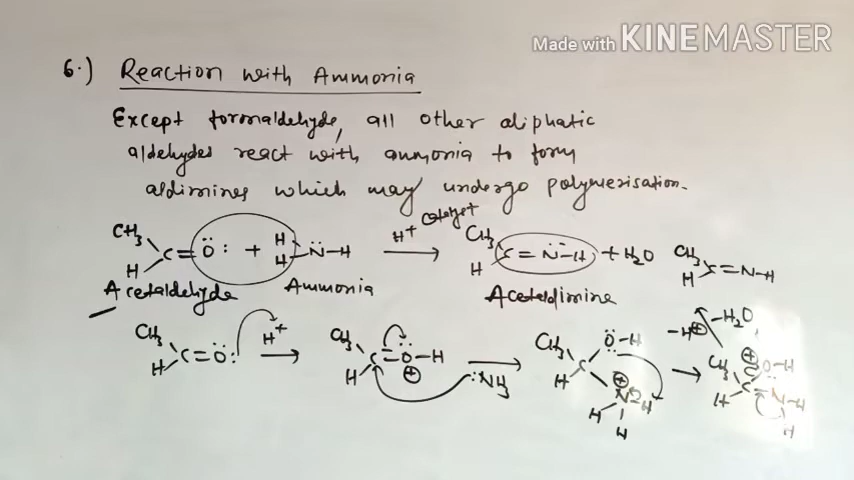 Made with KINEMASTER
6.) Reaction with Ammonia
Except formaldehyde, all other aliphatic
aldehydes react with ammonia to form
aldimines which may undergo polymerisation.
CH3 H C=Ö: + H H N̈-H H+ catalyst → CH3 H C=N̈-H + H2O CH3 H C=N-H
Acetaldehyde Ammonia Acetaldimine
-H⊕ -H2O
CH3 H C=Ö: H+ → CH3 H C=Ö-H ⊕ :NH3 → CH3 H C Ö-H ⊕ N H H H → CH3 H C ⊕ O-H N-H H